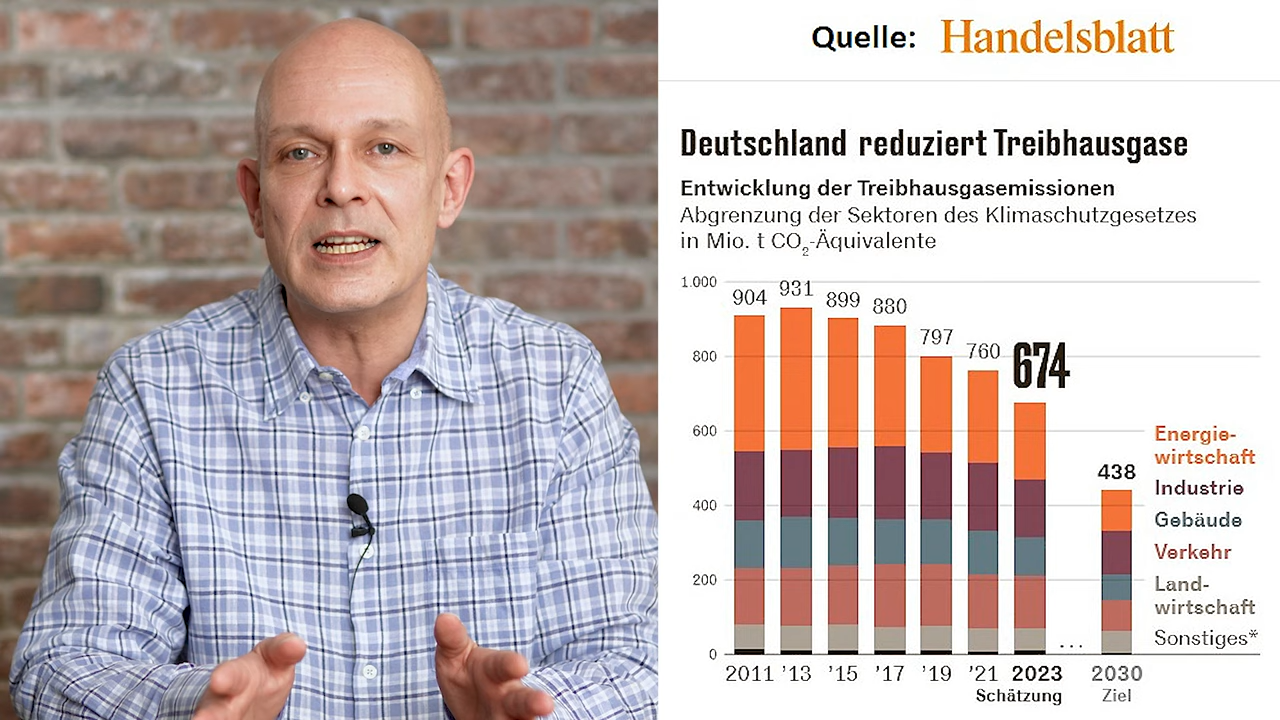 Quelle: Handelsblatt
Deutschland reduziert Treibhausgase
Entwicklung der Treibhausgasemissionen
Abgrenzung der Sektoren des Klimaschutzgesetzes
in Mio. t CO₂-Äquivalente
1.000
800
600
400
200
0
904
931
899
880
797
760
674
438
Energie-
wirtschaft
Industrie
Gebäude
Verkehr
Land-
wirtschaft
Sonstiges*
...
2011 '13 '15 '17 '19 '21 2023 2030
Schätzung Ziel